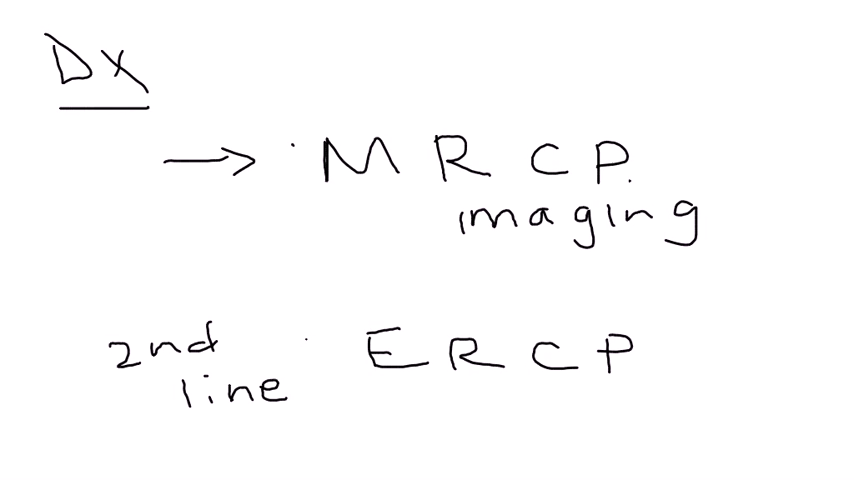 Dx
→ MRCP
imaging
2nd ERCP
line